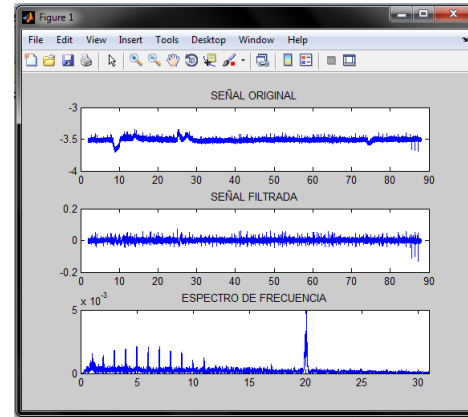 Figure 1
File Edit View Insert Tools Desktop Window Help
SEÑAL ORIGINAL
-3
-3.5
-4
0 10 20 30 40 50 60 70 80 90
SEÑAL FILTRADA
0.2
0
-0.2
0 10 20 30 40 50 60 70 80 90
ESPECTRO DE FRECUENCIA
x 10⁻³
5
0
0 5 10 15 20 25 30